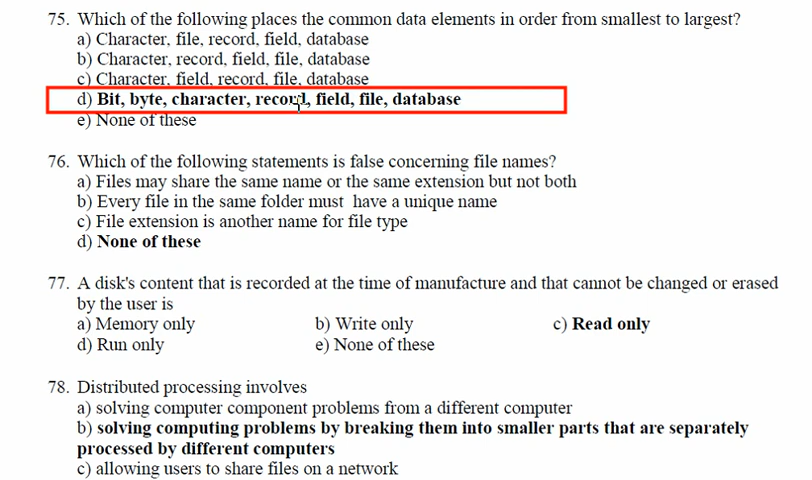 75. Which of the following places the common data elements in order from smallest to largest?
a) Character, file, record, field, database
b) Character, record, field, file, database
c) Character, field, record, file, database
d) Bit, byte, character, record, field, file, database
e) None of these
76. Which of the following statements is false concerning file names?
a) Files may share the same name or the same extension but not both
b) Every file in the same folder must have a unique name
c) File extension is another name for file type
d) None of these
77. A disk's content that is recorded at the time of manufacture and that cannot be changed or erased
by the user is
a) Memory only b) Write only c) Read only
d) Run only e) None of these
78. Distributed processing involves
a) solving computer component problems from a different computer
b) solving computing problems by breaking them into smaller parts that are separately
processed by different computers
c) allowing users to share files on a network